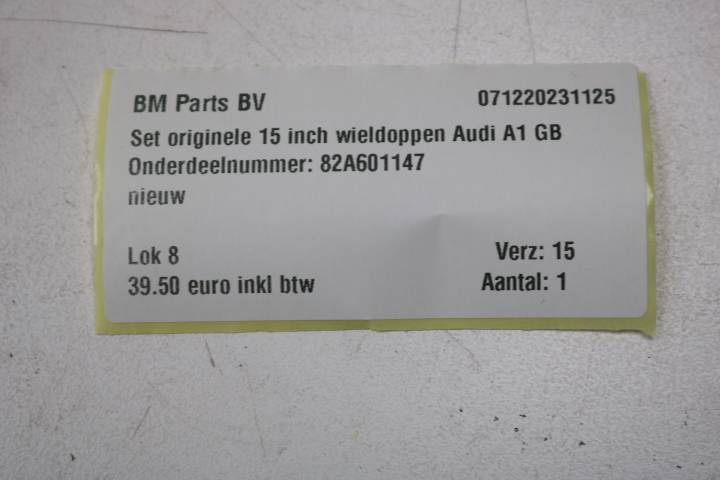 BM Parts BV 071220231125
Set originele 15 inch wieldoppen Audi A1 GB
Onderdeelnummer: 82A601147
nieuw
Lok 8 Verz: 15
39.50 euro inkl btw Aantal: 1